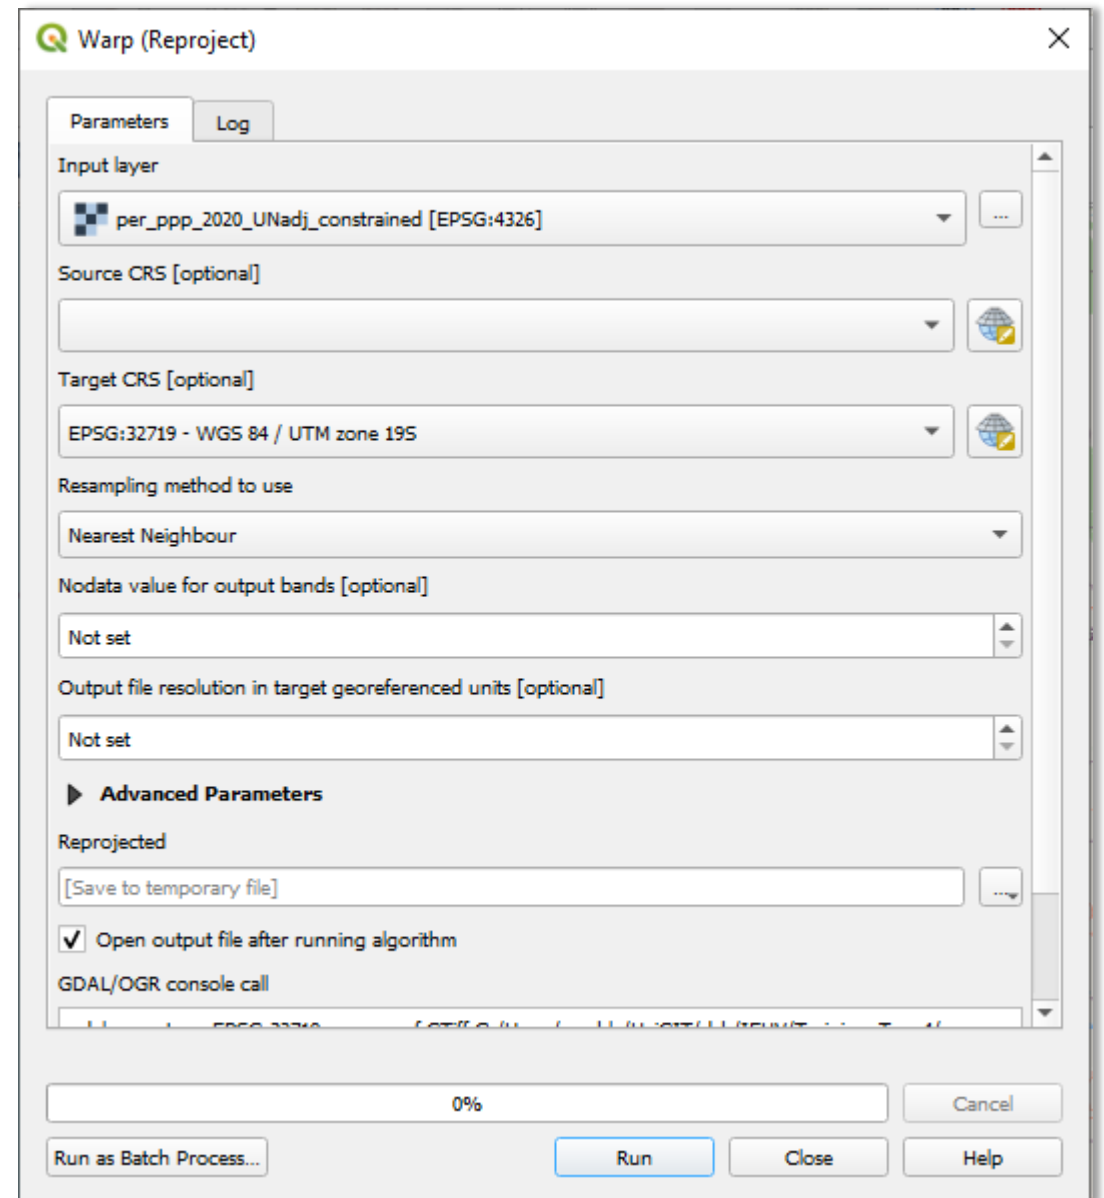 Warp (Reproject)
Parameters
Log
Input layer
per_ppp_2020_UNadj_constrained [EPSG:4326]
...
Source CRS [optional]
Target CRS [optional]
EPSG:32719 - WGS 84 / UTM zone 19S
Resampling method to use
Nearest Neighbour
Nodata value for output bands [optional]
Not set
Output file resolution in target georeferenced units [optional]
Not set
Advanced Parameters
Reprojected
[Save to temporary file]
...
Open output file after running algorithm
GDAL/OGR console call
0%
Cancel
Run as Batch Process...
Run
Close
Help